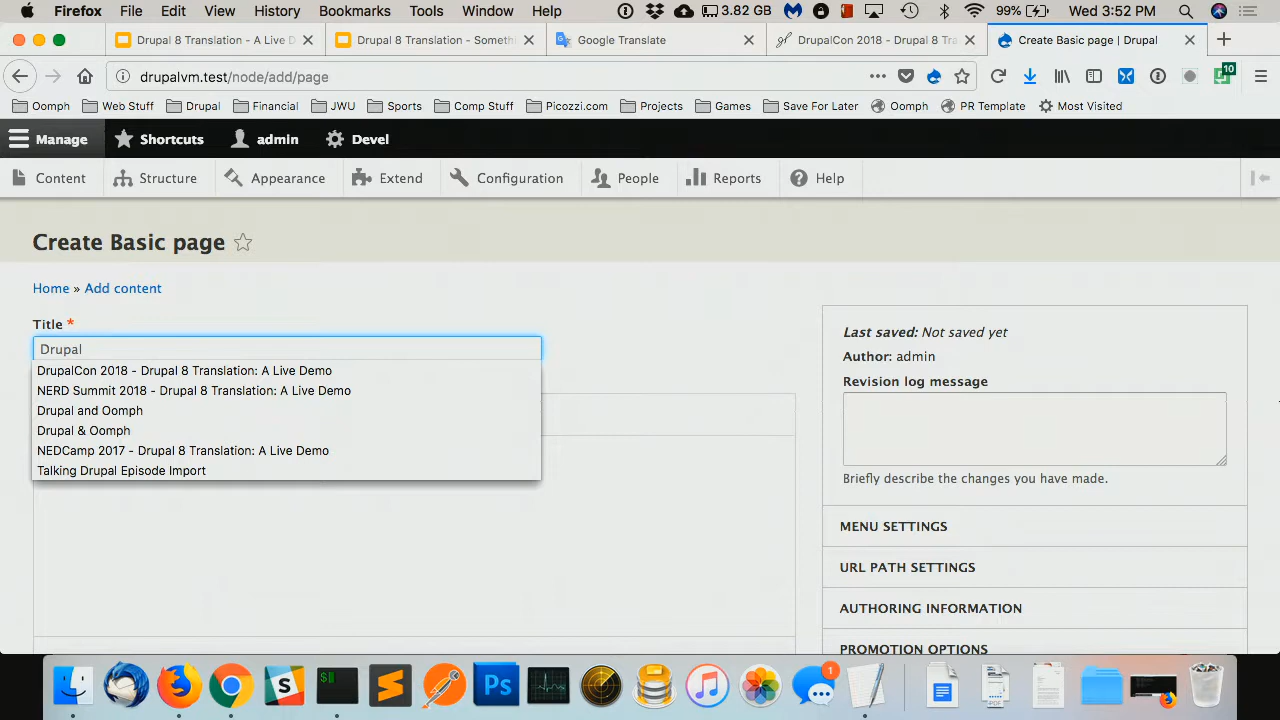 Firefox File Edit View History Bookmarks Tools Window Help 3.82 GB 99% Wed 3:52 PM
Drupal 8 Translation - A Live D
Drupal 8 Translation - Someth
Google Translate
DrupalCon 2018 - Drupal 8 Tra
Create Basic page | Drupal
drupalvm.test/node/add/page
10
Oomph Web Stuff Drupal Financial JWU Sports Comp Stuff Picozzi.com Projects Games Save For Later Oomph PR Template Most Visited
Manage Shortcuts admin Devel
Content Structure Appearance Extend Configuration People Reports Help
Create Basic page
Home » Add content
Title *
Drupal
DrupalCon 2018 - Drupal 8 Translation: A Live Demo
NERD Summit 2018 - Drupal 8 Translation: A Live Demo
Drupal and Oomph
Drupal & Oomph
NEDCamp 2017 - Drupal 8 Translation: A Live Demo
Talking Drupal Episode Import
Last saved: Not saved yet
Author: admin
Revision log message
Briefly describe the changes you have made.
MENU SETTINGS
URL PATH SETTINGS
AUTHORING INFORMATION
PROMOTION OPTIONS
S
$
Ps
1